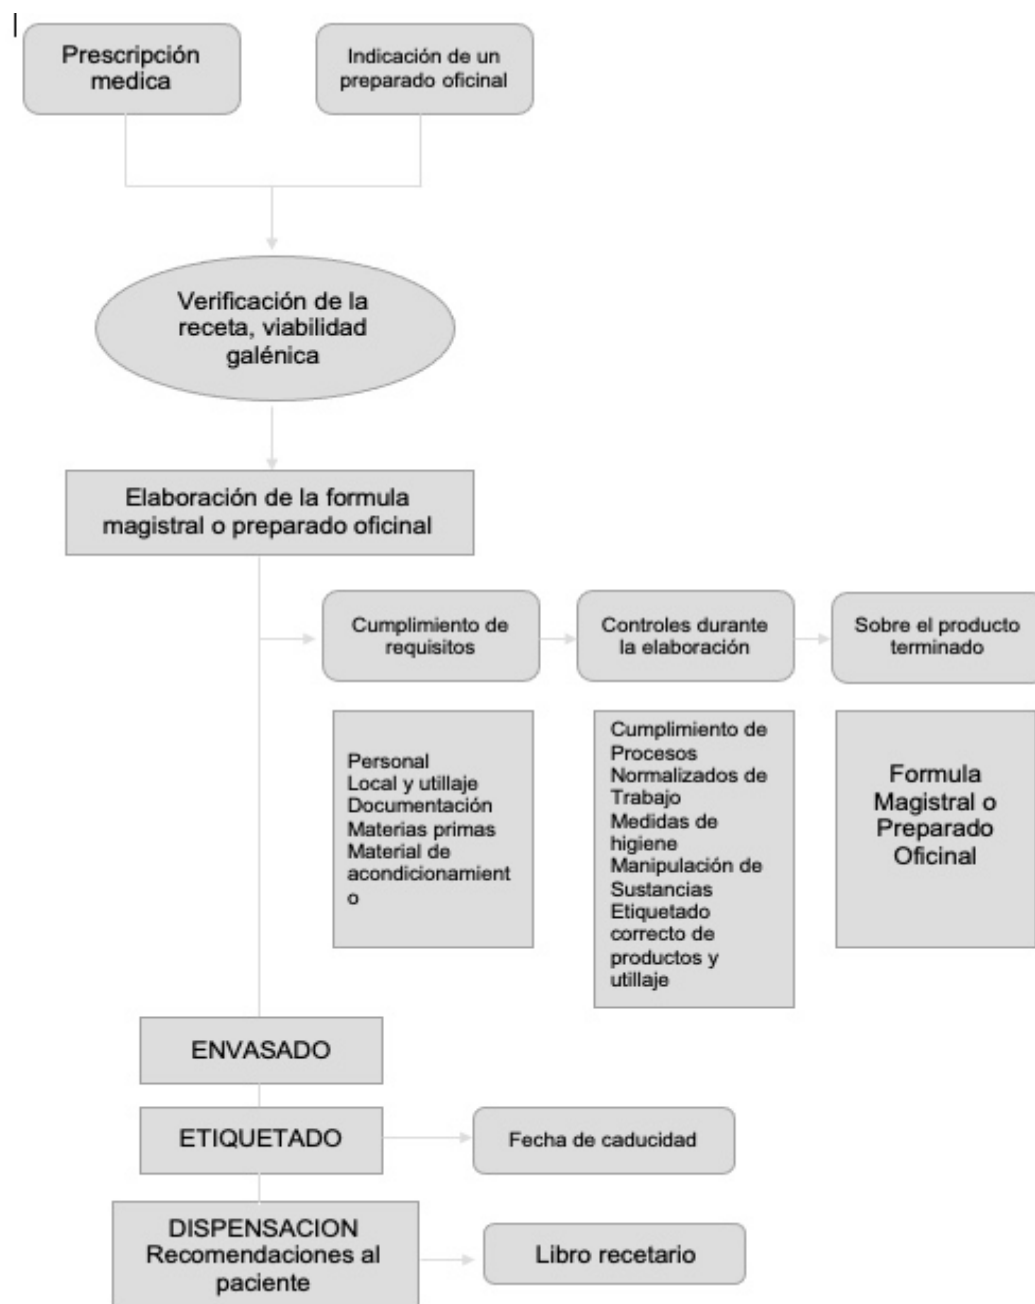 Prescripción
medica
Indicación de un
preparado oficinal
Verificación de la
receta, viabilidad
galénica
Elaboración de la formula
magistral o preparado oficinal
Cumplimiento de
requisitos
Controles durante
la elaboración
Sobre el producto
terminado
Personal
Local y utillaje
Documentación
Materias primas
Material de
acondicionamient
o
Cumplimiento de
Procesos
Normalizados de
Trabajo
Medidas de
higiene
Manipulación de
Sustancias
Etiquetado
correcto de
productos y
utillaje
Formula
Magistral o
Preparado
Oficinal
ENVASADO
ETIQUETADO
Fecha de caducidad
DISPENSACION
Recomendaciones al
paciente
Libro recetario